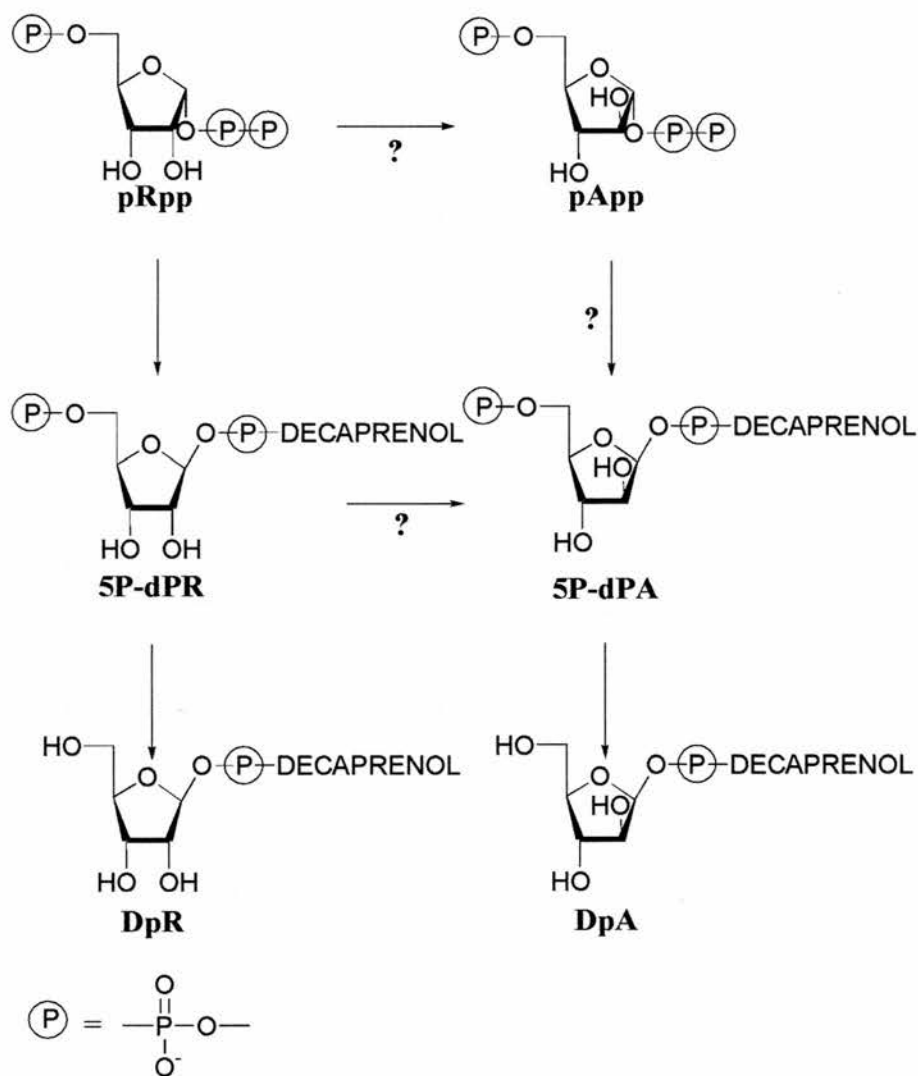 P O P O
O O
HO
O P P O P P
?
HO OH HO
pRpp pApp
?
P O O P DECAPRENOL P O O P DECAPRENOL
O O
HO
?
HO OH HO
5P-dPR 5P-dPA
HO O P DECAPRENOL HO O P DECAPRENOL
O O
HO
HO OH HO
DpR DpA
O
P = P O
O-